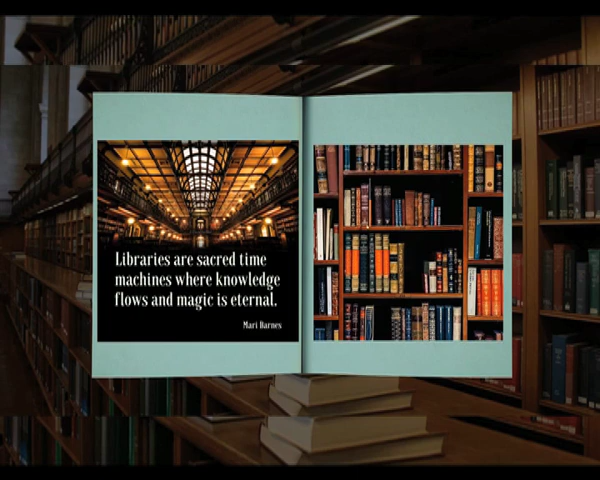 Libraries are sacred time
machines where knowledge
flows and magic is eternal.
Mari Barnes